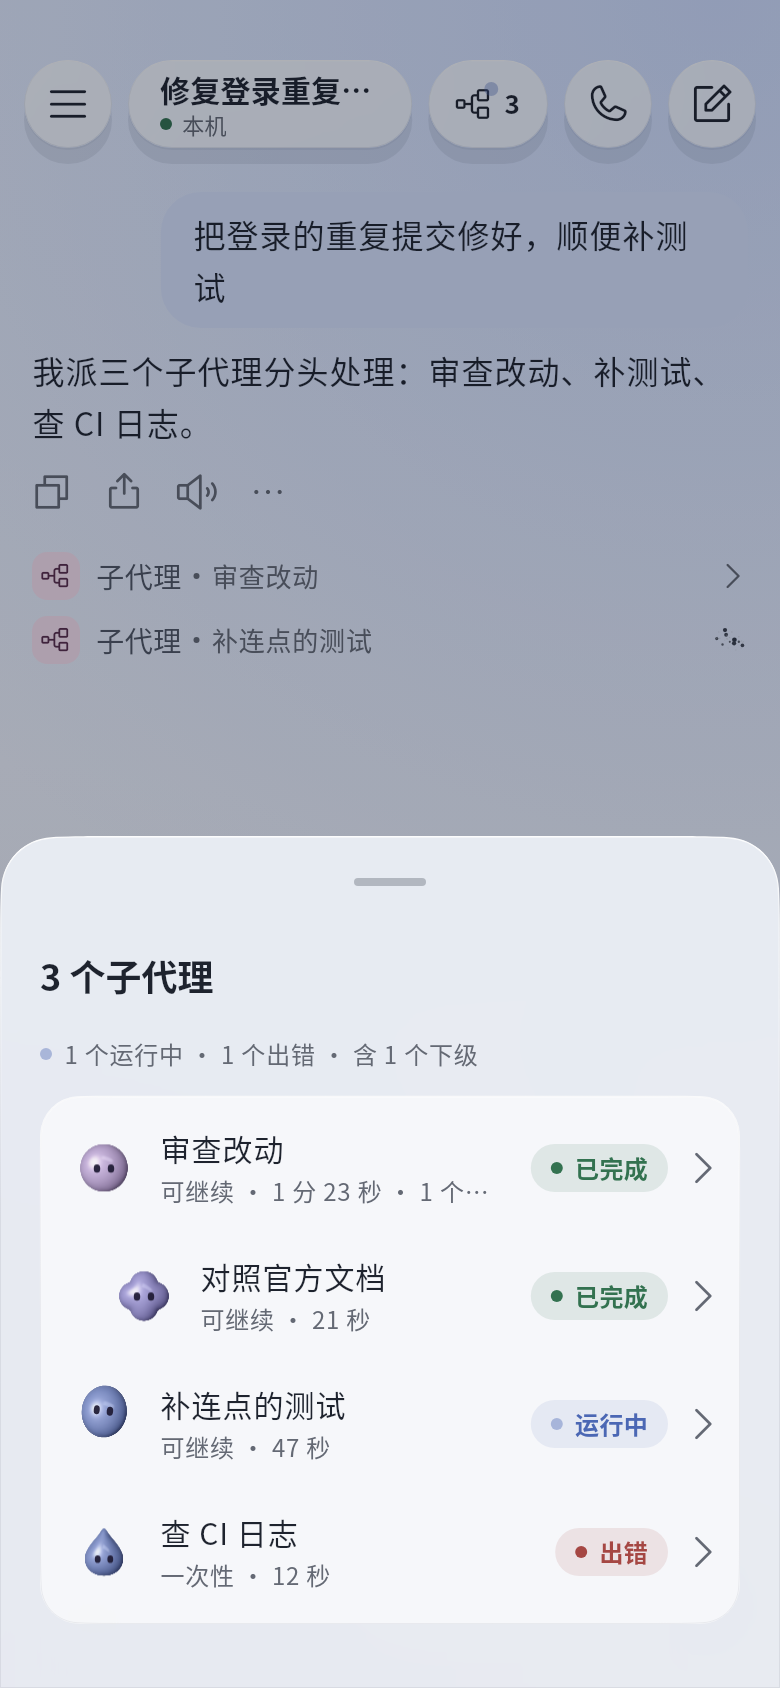 修复登录重复…
本机
3
把登录的重复提交修好，顺便补测
试
我派三个子代理分头处理：审查改动、补测试、
查 CI 日志。
子代理 • 审查改动
子代理 • 补连点的测试
3 个子代理
1 个运行中 • 1 个出错 • 含 1 个下级
审查改动
可继续 • 1 分 23 秒 • 1 个…
已完成
对照官方文档
可继续 • 21 秒
已完成
补连点的测试
可继续 • 47 秒
运行中
查 CI 日志
一次性 • 12 秒
出错